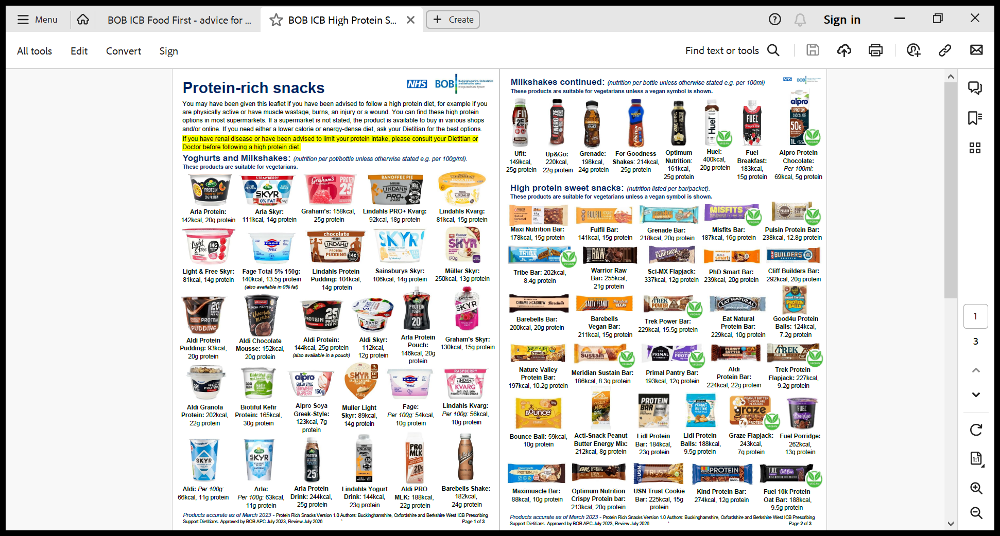 Menu
BOB ICB Food First - advice for ...
BOB ICB High Protein S...
Create
Sign in
All tools
Edit
Convert
Sign
Find text or tools
Protein-rich snacks
NHS
BOB
Buckinghamshire, Oxfordshire
and Berkshire West
Integrated Care System
You may have been given this leaflet if you have been advised to follow a high protein diet, for example if you
are physically active or have muscle wastage, burns, an injury or a wound. You can find these high protein
options in most supermarkets. If a supermarket is not stated, the product is available to buy in various shops
and/or online. If you need either a lower calorie or energy-dense diet, ask your Dietitian for the best options.
If you have renal disease or have been advised to limit your protein intake, please consult your Dietitian or
Doctor before following a high protein diet.
Yoghurts and Milkshakes: (nutrition per pot/bottle unless otherwise stated e.g. per 100g/ml).
These products are suitable for vegetarians.
Arla Protein:
142kcal, 20g protein
Arla Skyr:
111kcal, 14g protein
Graham's: 158kcal,
25g protein
Lindahls PRO+ Kvarg:
92kcal, 18g protein
Lindahls Kvarg:
81kcal, 15g protein
Light & Free Skyr:
81kcal, 14g protein
Fage Total 5% 150g:
140kcal, 13.5g protein
(also available in 0% fat)
Lindahls Protein
Pudding: 104kcal,
14g protein
Sainsburys Skyr:
106kcal, 14g protein
Müller Skyr:
250kcal, 13g protein
Aldi Protein
Pudding: 93kcal,
20g protein
Aldi Chocolate
Mousse: 152kcal,
20g protein
Aldi Protein:
144kcal, 25g protein
(also available in a pouch)
Aldi Skyr:
112kcal,
12g protein
Arla Protein
Pouch:
146kcal, 20g
protein
Graham's Skyr:
130kcal, 15g protein
Aldi Granola
Protein: 202kcal,
22g protein
Biotiful Kefir
Protein: 165kcal,
30g protein
Alpro Soya
Greek-Style:
123kcal, 7g
protein
Muller Light
Skyr: 89kcal,
14g protein
Fage:
Per 100g: 54kcal,
10g protein
Lindahls Kvarg:
Per 100g: 56kcal,
10g protein
Aldi: Per 100g:
66kcal, 11g protein
Arla:
Per 100g: 63kcal,
11g protein
Arla Protein
Drink: 244kcal,
25g protein
Lindahls Yogurt
Drink: 144kcal,
23g protein
Aldi PRO
MLK: 188kcal,
22g protein
Barebells Shake:
182kcal,
24g protein
Products accurate as of March 2023 - Protein Rich Snacks Version 1.0 Authors: Buckinghamshire, Oxfordshire and Berkshire West ICB Prescribing
Support Dietitians. Approved by BOB APC July 2023, Review July 2026
Page 1 of 3
Milkshakes continued: (nutrition per bottle unless otherwise stated e.g. per 100ml)
These products are suitable for vegetarians unless a vegan symbol is shown.
NHS
BOB
Ufit:
149kcal,
25g protein
Up&Go:
220kcal,
22g protein
Grenade:
198kcal,
24g protein
For Goodness
Shakes: 214kcal,
25g protein
Optimum
Nutrition:
161kcal,
25g protein
Huel:
400kcal,
20g protein
Fuel
Breakfast:
183kcal,
15g protein
Alpro Protein
Chocolate:
Per 100ml:
69kcal, 5g protein
High protein sweet snacks: (nutrition listed per bar/packet).
These products are suitable for vegetarians unless a vegan symbol is shown.
Maxi Nutrition Bar:
178kcal, 15g protein
Fulfil Bar:
141kcal, 15g protein
Grenade Bar:
218kcal, 20g protein
Misfits Bar:
187kcal, 16g protein
Pulsin Protein Bar:
238kcal, 12.8g protein
Tribe Bar: 202kcal,
8.4g protein
Warrior Raw
Bar: 255kcal,
21g protein
Sci-MX Flapjack:
337kcal, 12g protein
PhD Smart Bar:
239kcal, 20g protein
Cliff Builders Bar:
292kcal, 20g protein
Barebells Bar:
200kcal, 20g protein
Barebells
Vegan Bar:
211kcal, 15g protein
Trek Power Bar:
229kcal, 15.5g protein
Eat Natural
Protein Bar:
229kcal, 10g protein
Good4u Protein
Balls: 124kcal,
7.2g protein
Nature Valley
Protein Bar:
197kcal, 10.2g protein
Meridian Sustain Bar:
186kcal, 8.3g protein
Primal Pantry Bar:
193kcal, 12g protein
Aldi
Protein Bar:
224kcal, 22g protein
Trek Protein
Flapjack: 227kcal,
9.2g protein
Bounce Ball: 59kcal,
10g protein
Acti-Snack Peanut
Butter Energy Mix:
212kcal, 8g protein
Lidl Protein
Bar: 184kcal,
23g protein
Lidl Protein
Balls: 188kcal,
9.5g protein
Graze Flapjack:
243kcal,
7g protein
Fuel Porridge:
262kcal,
13g protein
Maximuscle Bar:
88kcal, 10g protein
Optimum Nutrition
Crispy Protein bar:
213kcal, 20g protein
USN Trust Cookie
Bar: 225kcal, 15g
protein
Kind Protein Bar:
274kcal, 12g protein
Fuel 10k Protein
Oat Bar: 188kcal,
9.5g protein
Products accurate as of March 2023 - Protein Rich Snacks Version 1.0 Authors: Buckinghamshire, Oxfordshire and Berkshire West ICB Prescribing
Support Dietitians. Approved by BOB APC July 2023, Review July 2026
Page 2 of 3
1
3